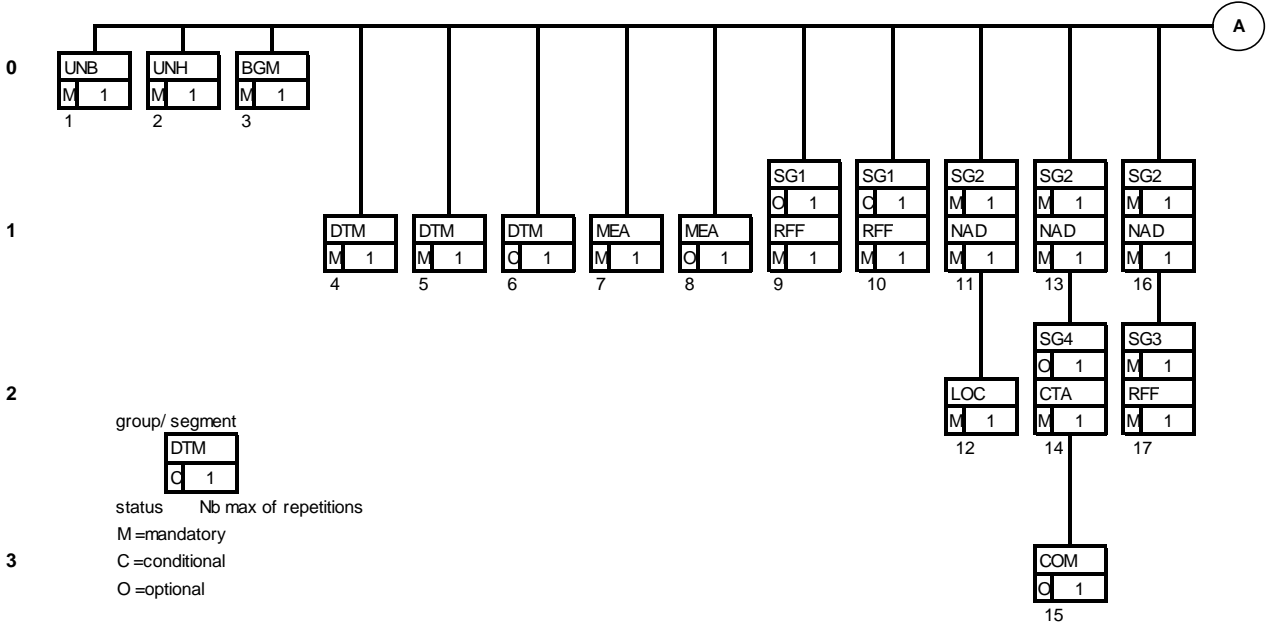 A
0
UNB UNH BGM
M 1 M 1 M 1
1 2 3
SG1 SG1 SG2 SG2 SG2
O 1 C 1 M 1 M 1 M 1
1
DTM DTM DTM MEA MEA RFF RFF NAD NAD NAD
M 1 M 1 C 1 M 1 O 1 M 1 M 1 M 1 M 1 M 1
4 5 6 7 8 9 10 11 13 16
SG4 SG3
O 1 M 1
2
LOC CTA RFF
M 1 M 1 M 1
12 14 17
group/ segment
DTM
C 1
status Nb max of repetitions
M =mandatory
3
C =conditional
O =optional
COM
O 1
15